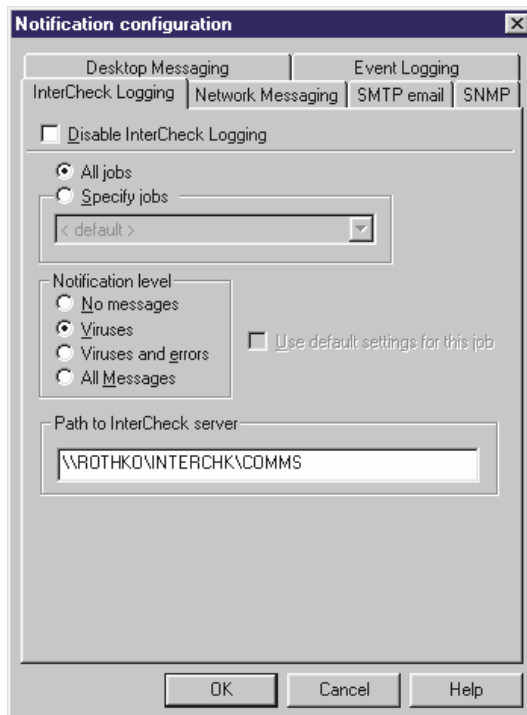 Notification configuration
Desktop Messaging
Event Logging
InterCheck Logging
Network Messaging
SMTP email
SNMP
Disable InterCheck Logging
All jobs
Specify jobs
< default >
Notification level
No messages
Viruses
Viruses and errors
All Messages
Use default settings for this job
Path to InterCheck server
\\ROTHKO\INTERCHK\COMMS
OK
Cancel
Help